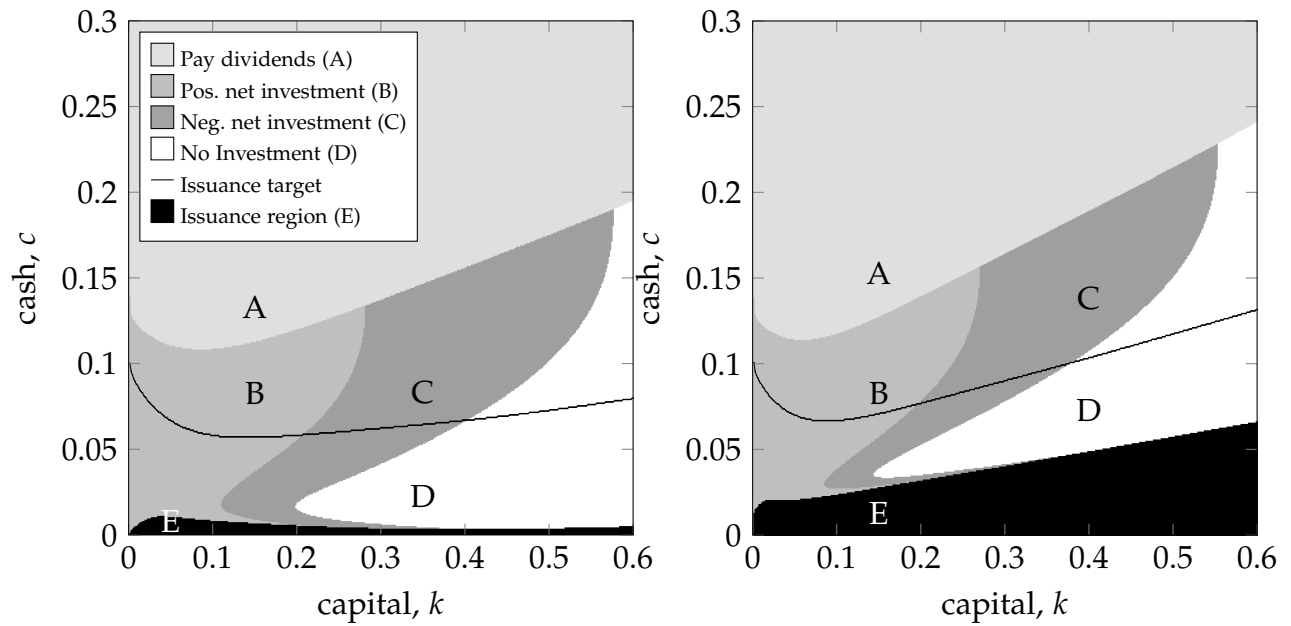 0.3
0.25
0.2
0.15
0.1
0.05
0
cash, c
Pay dividends (A)
Pos. net investment (B)
Neg. net investment (C)
No Investment (D)
Issuance target
Issuance region (E)
A
B
C
D
E
0 0.1 0.2 0.3 0.4 0.5 0.6
capital, k
0.3
0.25
0.2
0.15
0.1
0.05
0
cash, c
A
C
B
D
E
0 0.1 0.2 0.3 0.4 0.5 0.6
capital, k